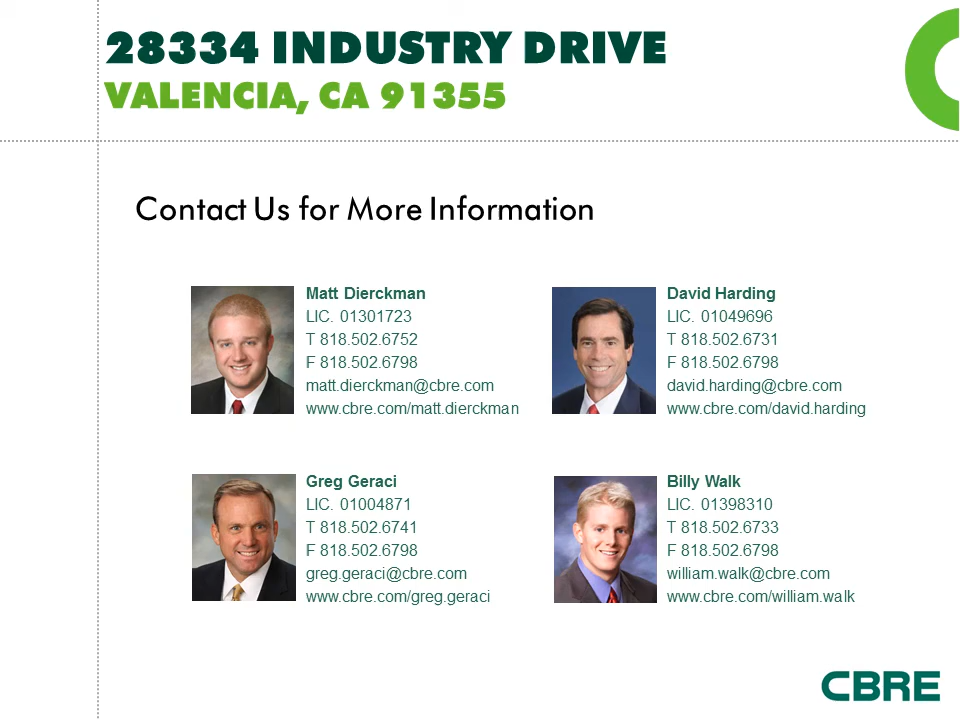 28334 INDUSTRY DRIVE
VALENCIA, CA 91355
Contact Us for More Information
Matt Dierckman
LIC. 01301723
T 818.502.6752
F 818.502.6798
matt.dierckman@cbre.com
www.cbre.com/matt.dierckman
David Harding
LIC. 01049696
T 818.502.6731
F 818.502.6798
david.harding@cbre.com
www.cbre.com/david.harding
Greg Geraci
LIC. 01004871
T 818.502.6741
F 818.502.6798
greg.geraci@cbre.com
www.cbre.com/greg.geraci
Billy Walk
LIC. 01398310
T 818.502.6733
F 818.502.6798
william.walk@cbre.com
www.cbre.com/william.walk
CBRE